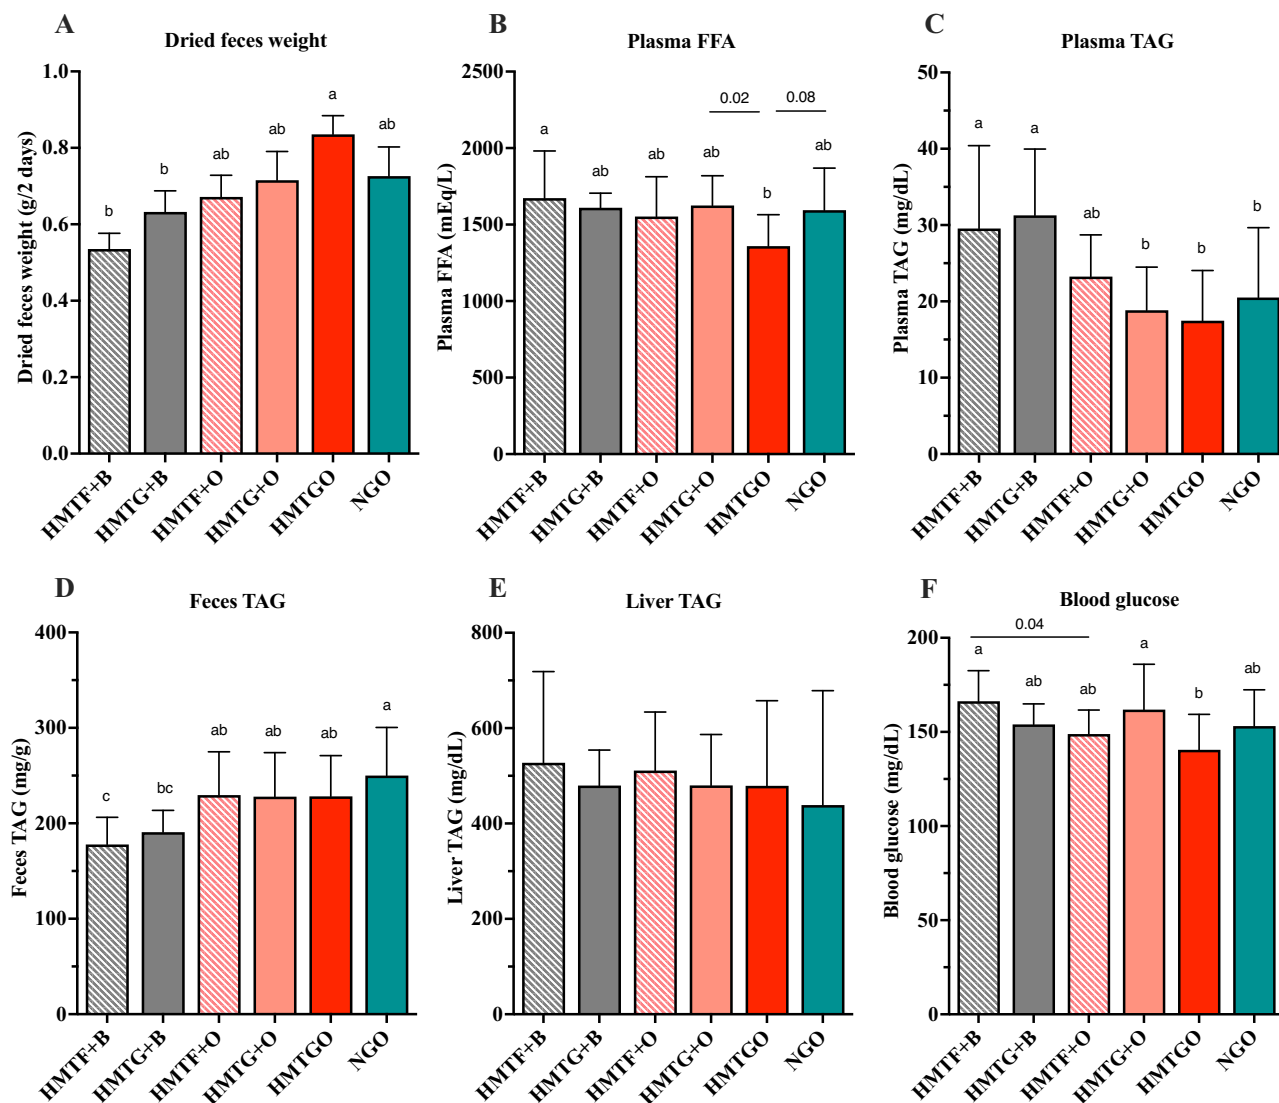 A
Dried feces weight
Dried feces weight (g/2 days)
1.0
0.8
0.6
0.4
0.2
0.0
b
b
ab
ab
a
ab
HMTF+B
HMTG+B
HMTF+O
HMTG+O
HMTGO
NGO
B
Plasma FFA
Plasma FFA (mEq/L)
2500
2000
1500
1000
500
0
0.02
0.08
a
ab
ab
ab
b
ab
HMTF+B
HMTG+B
HMTF+O
HMTG+O
HMTGO
NGO
C
Plasma TAG
Plasma TAG (mg/dL)
50
40
30
20
10
0
a
a
ab
b
b
b
HMTF+B
HMTG+B
HMTF+O
HMTG+O
HMTGO
NGO
D
Feces TAG
Feces TAG (mg/g)
400
300
200
100
0
c
bc
ab
ab
ab
a
HMTF+B
HMTG+B
HMTF+O
HMTG+O
HMTGO
NGO
E
Liver TAG
Liver TAG (mg/dL)
800
600
400
200
0
HMTF+B
HMTG+B
HMTF+O
HMTG+O
HMTGO
NGO
F
Blood glucose
Blood glucose (mg/dL)
200
150
100
50
0
0.04
a
ab
ab
a
b
ab
HMTF+B
HMTG+B
HMTF+O
HMTG+O
HMTGO
NGO